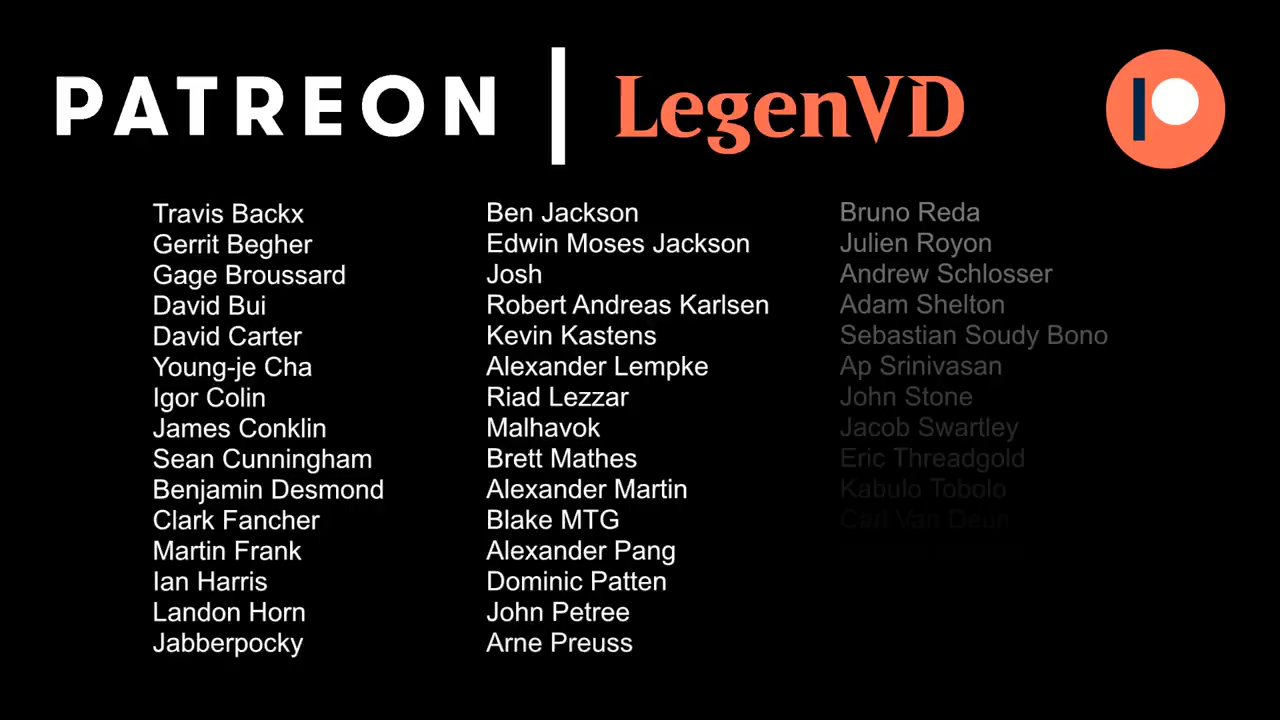 PATREON | LegenVD
Travis Backx
Gerrit Begher
Gage Broussard
David Bui
David Carter
Young-je Cha
Igor Colin
James Conklin
Sean Cunningham
Benjamin Desmond
Clark Fancher
Martin Frank
Ian Harris
Landon Horn
Jabberpocky
Ben Jackson
Edwin Moses Jackson
Josh
Robert Andreas Karlsen
Kevin Kastens
Alexander Lempke
Riad Lezzar
Malhavok
Brett Mathes
Alexander Martin
Blake MTG
Alexander Pang
Dominic Patten
John Petree
Arne Preuss
Bruno Reda
Julien Royon
Andrew Schlosser
Adam Shelton
Sebastian Soudy Bono
Ap Srinivasan
John Stone
Jacob Swartley
Eric Threadgold
Kabulo Tobolo
Carl Van Deun